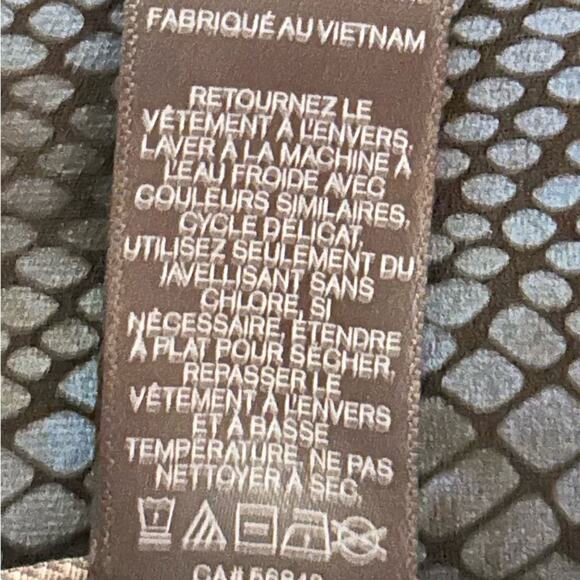 FABRIQUÉ AU VIETNAM
RETOURNEZ LE
VÊTEMENT À L'ENVERS,
LAVER À LA MACHINE À
L'EAU FROIDE AVEC
COULEURS SIMILAIRES,
CYCLE DÉLICAT,
UTILISEZ SEULEMENT DU
JAVELLISANT SANS
CHLORE, SI
NÉCESSAIRE, ÉTENDRE
À PLAT POUR SÉCHER,
REPASSER LE
VÊTEMENT À L'ENVERS
ET À BASSE
TEMPÉRATURE, NE PAS
NETTOYER À SEC,
CA#